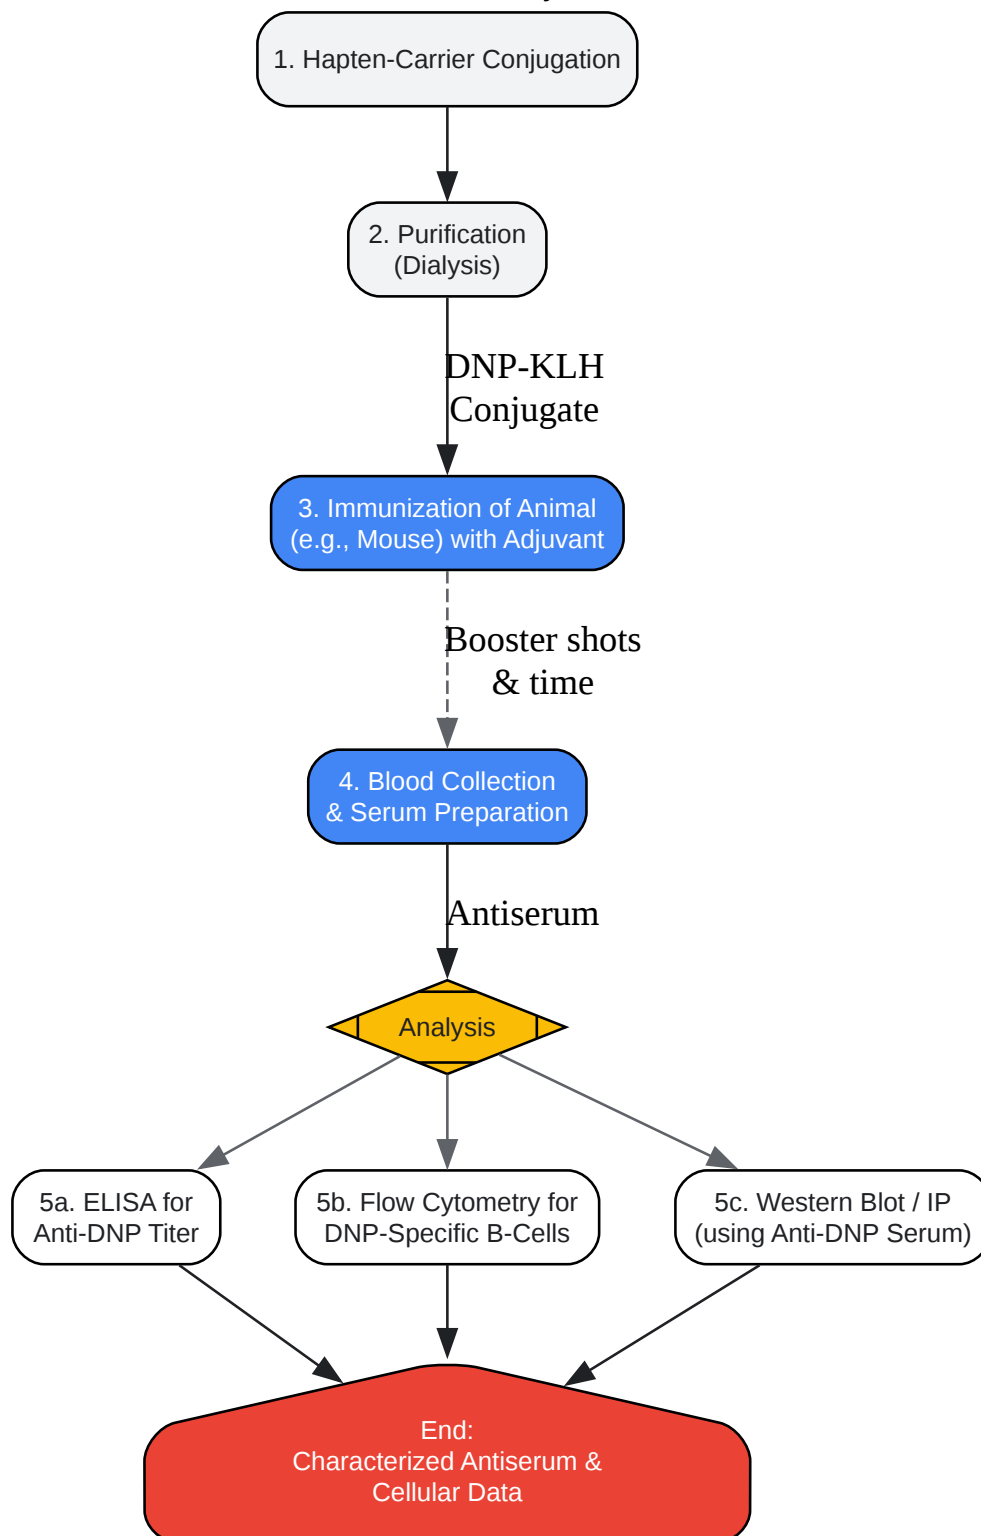 1. Hapten-Carrier Conjugation
2. Purification
(Dialysis)
DNP-KLH
Conjugate
3. Immunization of Animal
(e.g., Mouse) with Adjuvant
Booster shots
& time
4. Blood Collection
& Serum Preparation
Antiserum
Analysis
5a. ELISA for
Anti-DNP Titer
5b. Flow Cytometry for
DNP-Specific B-Cells
5c. Western Blot / IP
(using Anti-DNP Serum)
End:
Characterized Antiserum &
Cellular Data